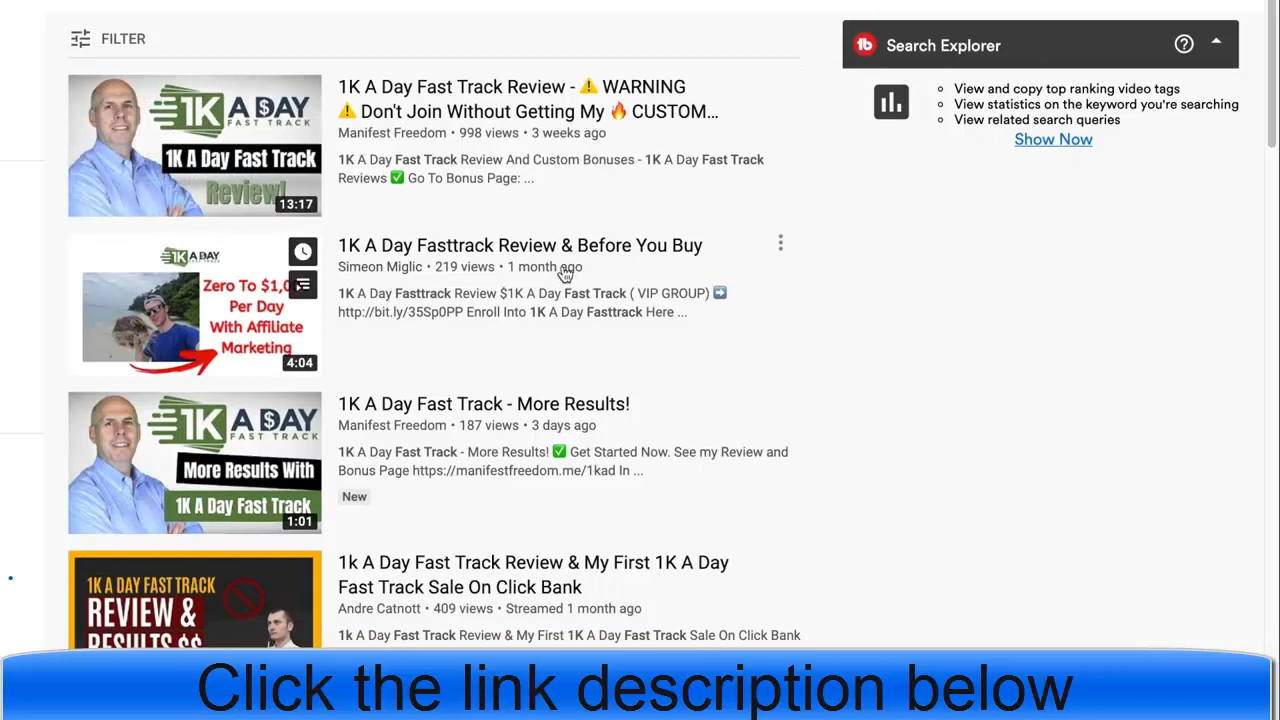 FILTER
1K A DAY
FAST TRACK
1K A Day Fast Track
Review!
13:17
1K A Day Fast Track Review - ⚠️ WARNING
⚠️ Don't Join Without Getting My 🔥 CUSTOM...
Manifest Freedom • 998 views • 3 weeks ago
1K A Day Fast Track Review And Custom Bonuses - 1K A Day Fast Track
Reviews ✅ Go To Bonus Page: ...
1K A DAY
Zero To $1,0
Per Day
With Affiliate
Marketing
4:04
1K A Day Fasttrack Review & Before You Buy
Simeon Miglic • 219 views • 1 month ago
1K A Day Fasttrack Review $1K A Day Fast Track ( VIP GROUP) ➡️
http://bit.ly/35Sp0PP Enroll Into 1K A Day Fasttrack Here ...
1K A DAY
FAST TRACK
More Results With
1K A Day Fast Track
1:01
1K A Day Fast Track - More Results!
Manifest Freedom • 187 views • 3 days ago
1K A Day Fast Track - More Results! ✅ Get Started Now. See my Review and
Bonus Page https://manifestfreedom.me/1kad In ...
New
1K A DAY FAST TRACK
REVIEW &
RESULTS $$
1k A Day Fast Track Review & My First 1K A Day
Fast Track Sale On Click Bank
Andre Catnott • 409 views • Streamed 1 month ago
1k A Day Fast Track Review & My First 1K A Day Fast Track Sale On Click Bank
tb Search Explorer
View and copy top ranking video tags
View statistics on the keyword you're searching
View related search queries
Show Now
Click the link description below